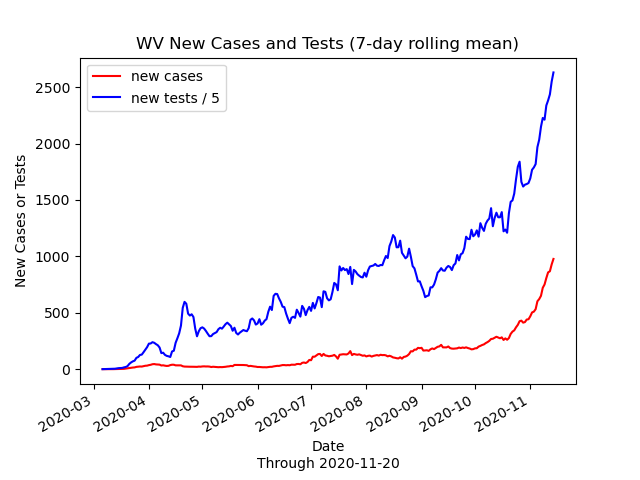 WV New Cases and Tests (7-day rolling mean)
new cases
new tests / 5
New Cases or Tests
2500
2000
1500
1000
500
0
2020-03
2020-04
2020-05
2020-06
2020-07
2020-08
2020-09
2020-10
2020-11
Date
Through 2020-11-20